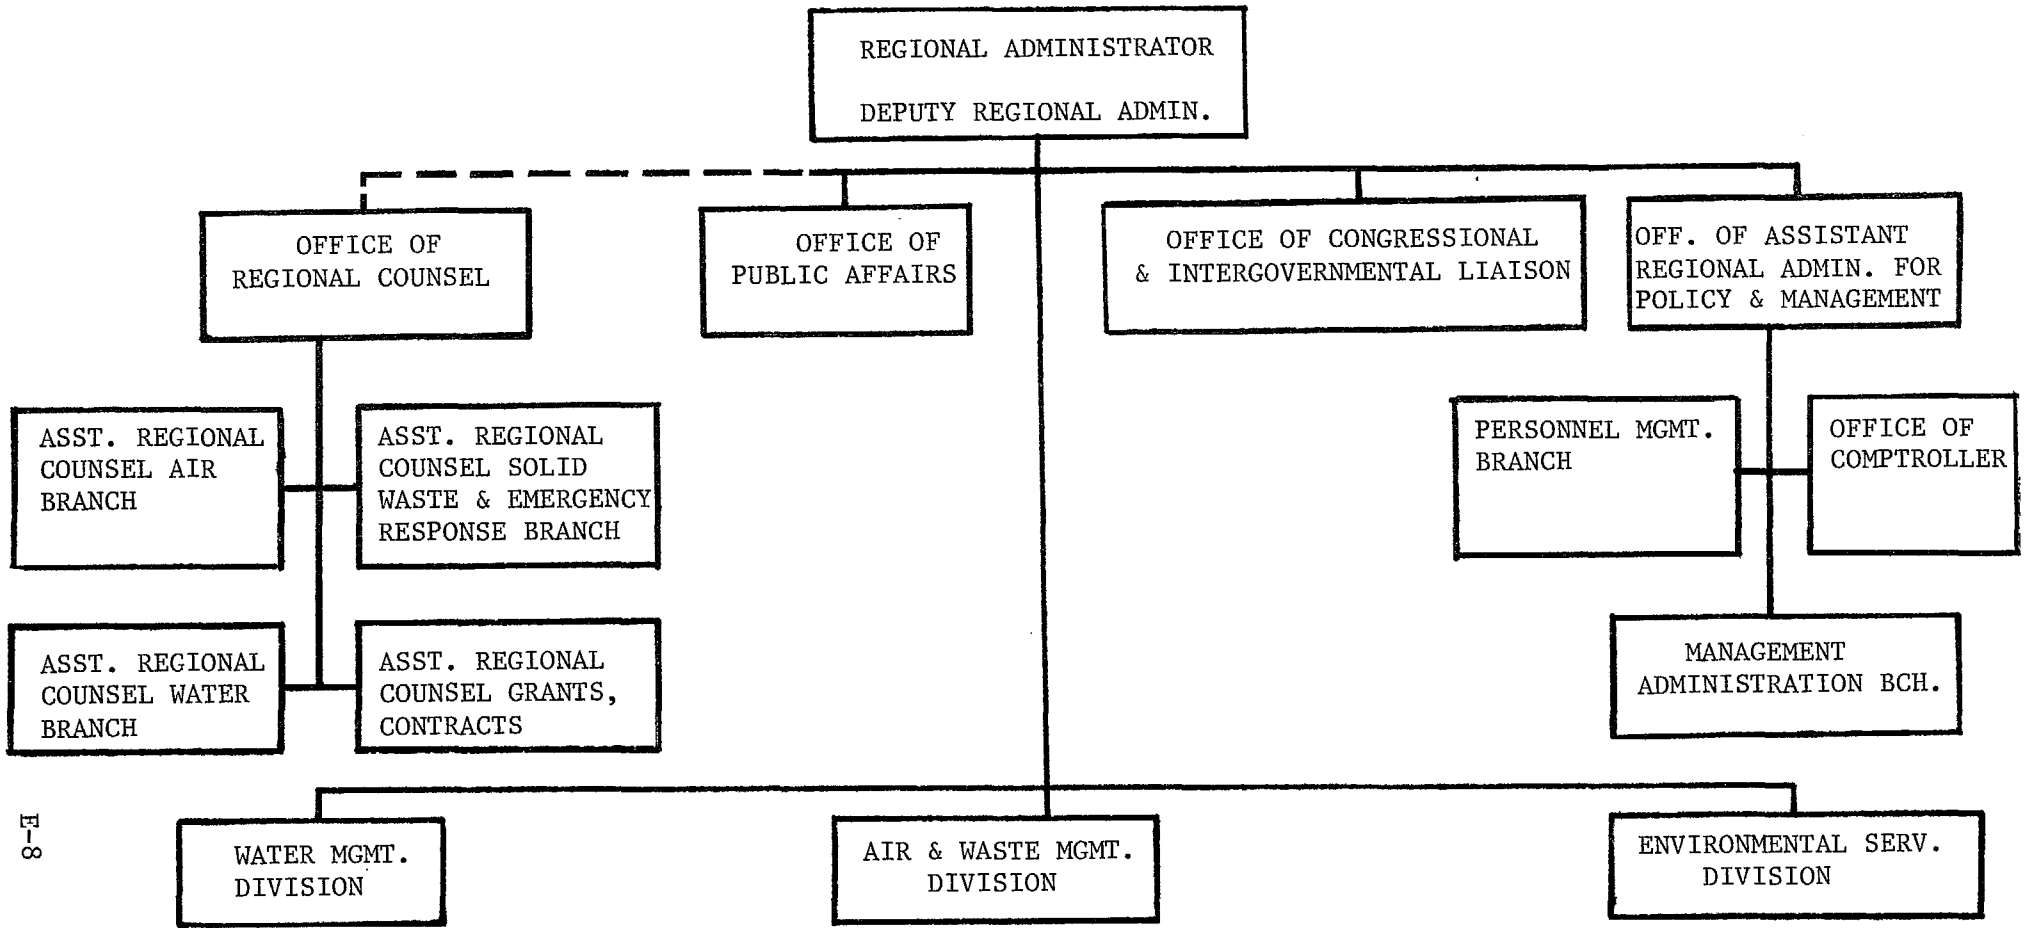 REGIONAL ADMINISTRATOR
DEPUTY REGIONAL ADMIN.
OFFICE OF
REGIONAL COUNSEL
OFFICE OF
PUBLIC AFFAIRS
OFFICE OF CONGRESSIONAL
& INTERGOVERNMENTAL LIAISON
OFF. OF ASSISTANT
REGIONAL ADMIN. FOR
POLICY & MANAGEMENT
ASST. REGIONAL
COUNSEL AIR
BRANCH
ASST. REGIONAL
COUNSEL SOLID
WASTE & EMERGENCY
RESPONSE BRANCH
PERSONNEL MGMT.
BRANCH
OFFICE OF
COMPTROLLER
ASST. REGIONAL
COUNSEL WATER
BRANCH
ASST. REGIONAL
COUNSEL GRANTS,
CONTRACTS
MANAGEMENT
ADMINISTRATION BCH.
WATER MGMT.
DIVISION
AIR & WASTE MGMT.
DIVISION
ENVIRONMENTAL SERV.
DIVISION
E-8